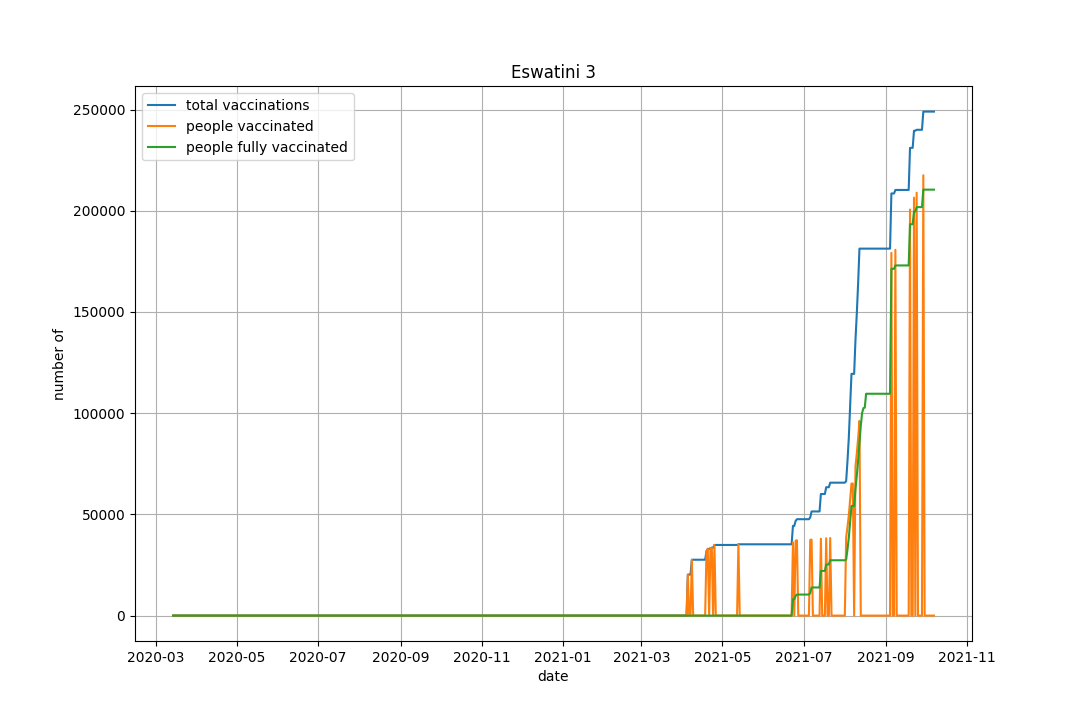 Eswatini 3
total vaccinations
people vaccinated
people fully vaccinated
250000
200000
150000
100000
50000
0
number of
2020-03 2020-05 2020-07 2020-09 2020-11 2021-01 2021-03 2021-05 2021-07 2021-09 2021-11
date